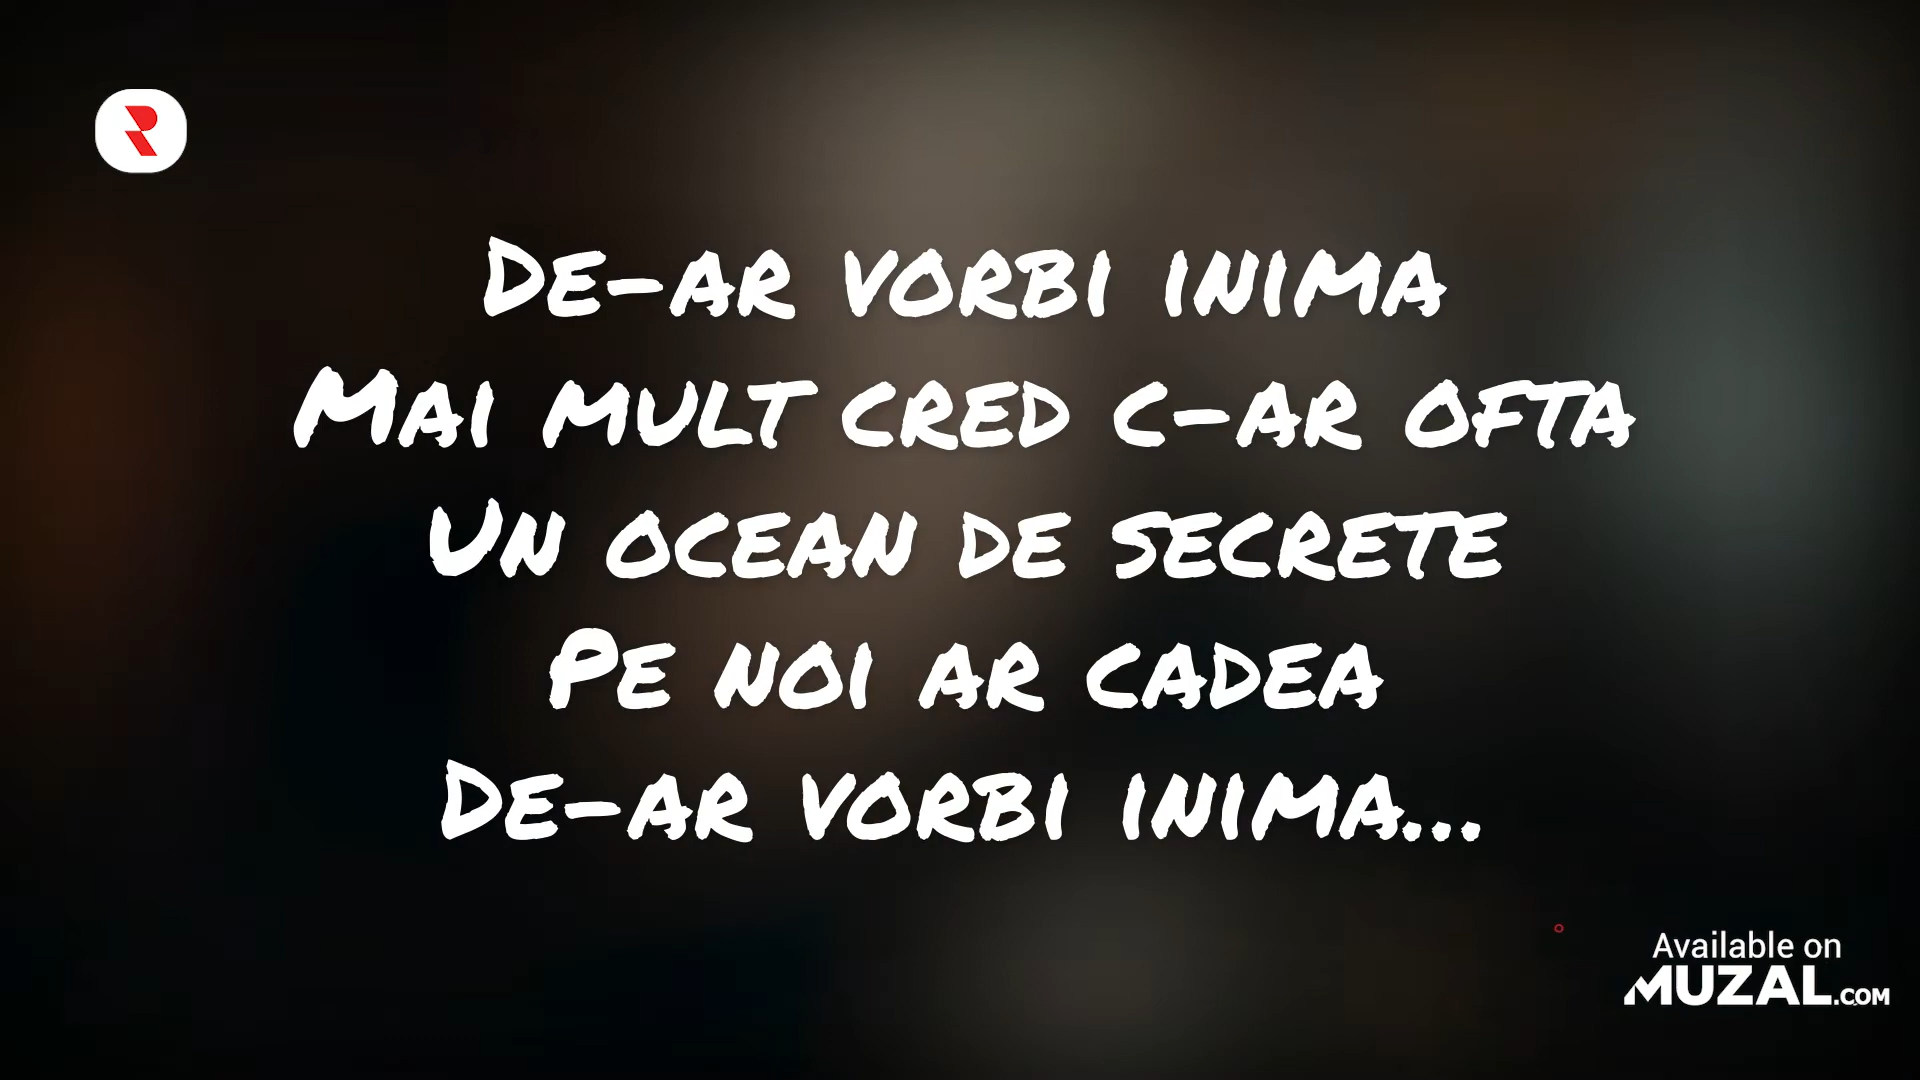 R
De-ar vorbi inima
Mai mult cred c-ar ofta
Un ocean de secrete
Pe noi ar cadea
De-ar vorbi inima...
Available on
MUZAL.COM